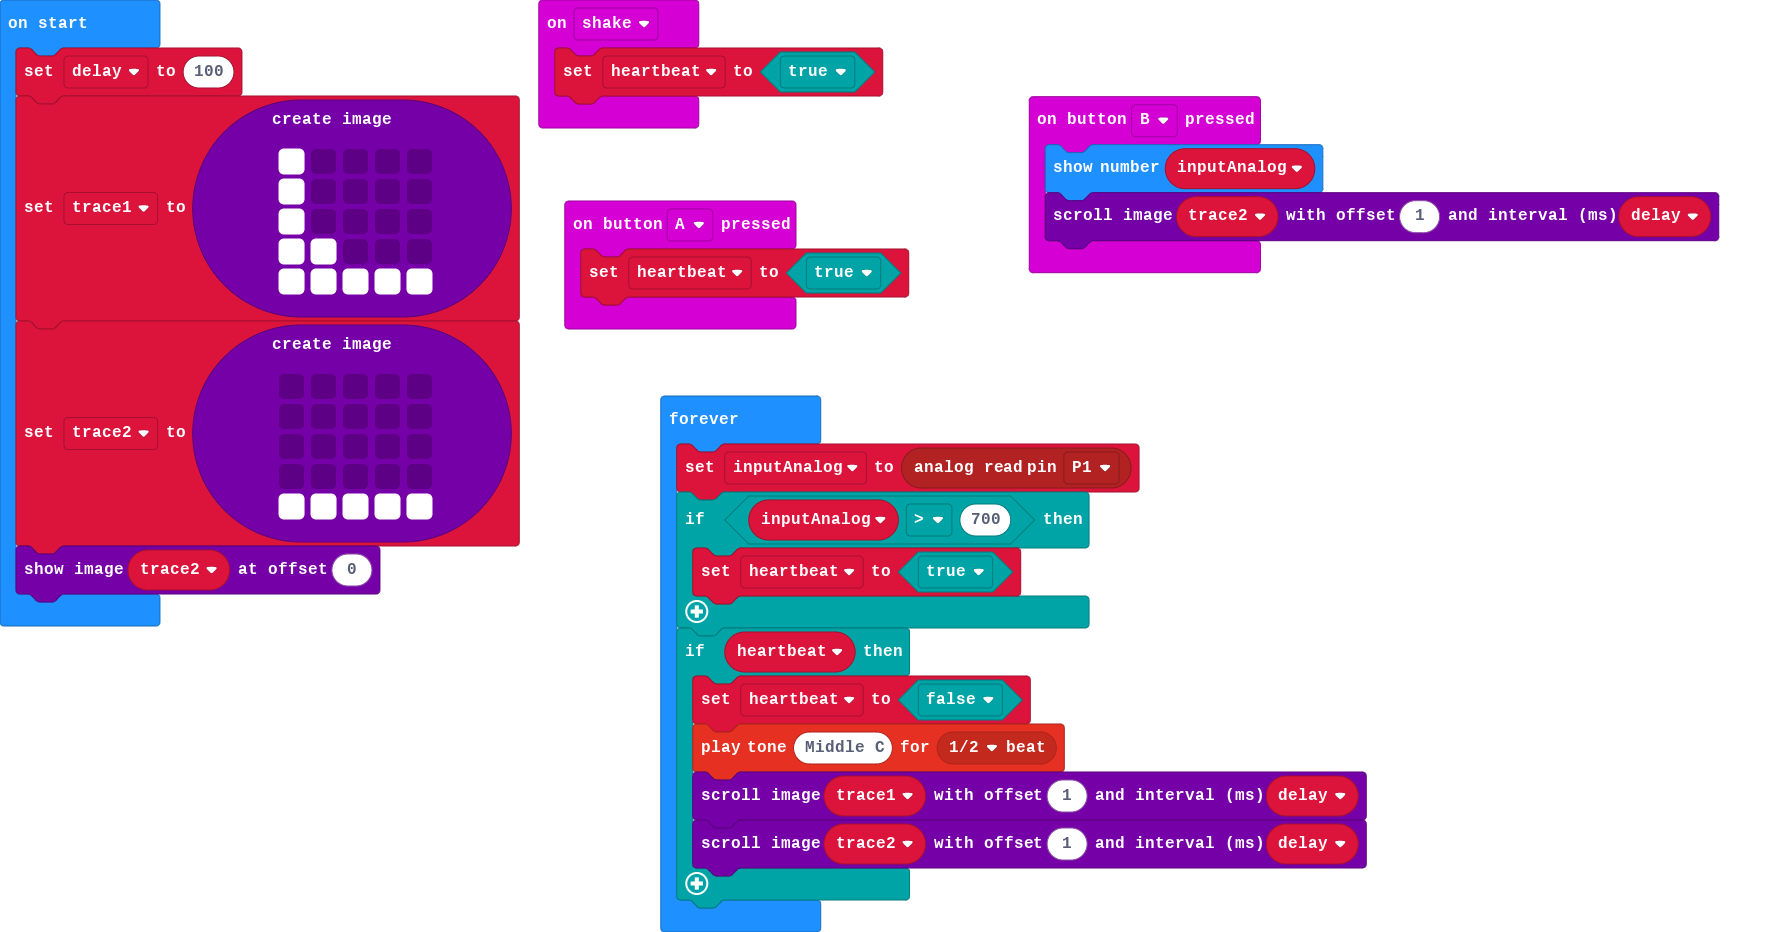 on start
set delay to 100
create image
set trace1 to
create image
set trace2 to
show image trace2 at offset 0
on shake
set heartbeat to true
on button A pressed
set heartbeat to true
on button B pressed
show number inputAnalog
scroll image trace2 with offset 1 and interval (ms) delay
forever
set inputAnalog to analog read pin P1
if inputAnalog > 700 then
set heartbeat to true
if heartbeat then
set heartbeat to false
play tone Middle C for 1/2 beat
scroll image trace1 with offset 1 and interval (ms) delay
scroll image trace2 with offset 1 and interval (ms) delay